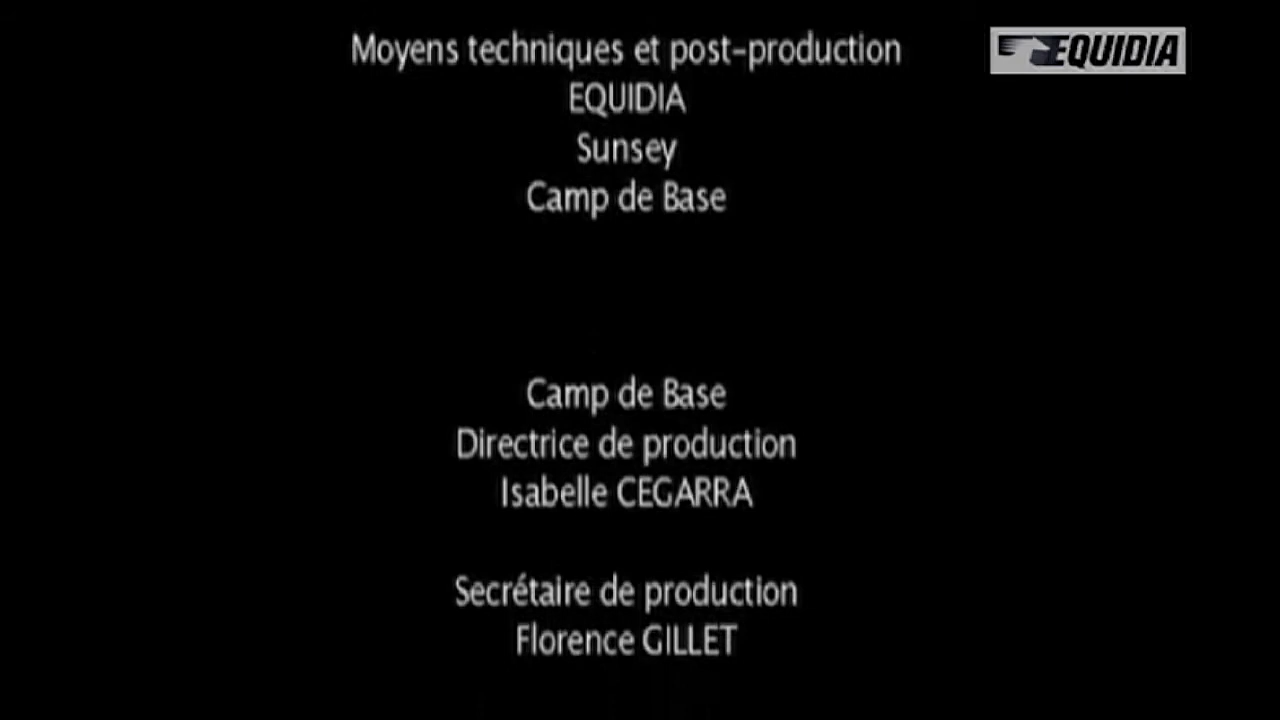 Moyens techniques et post-production
EQUIDIA
EQUIDIA
Sunsey
Camp de Base
Camp de Base
Directrice de production
Isabelle CEGARRA
Secrétaire de production
Florence GILLET